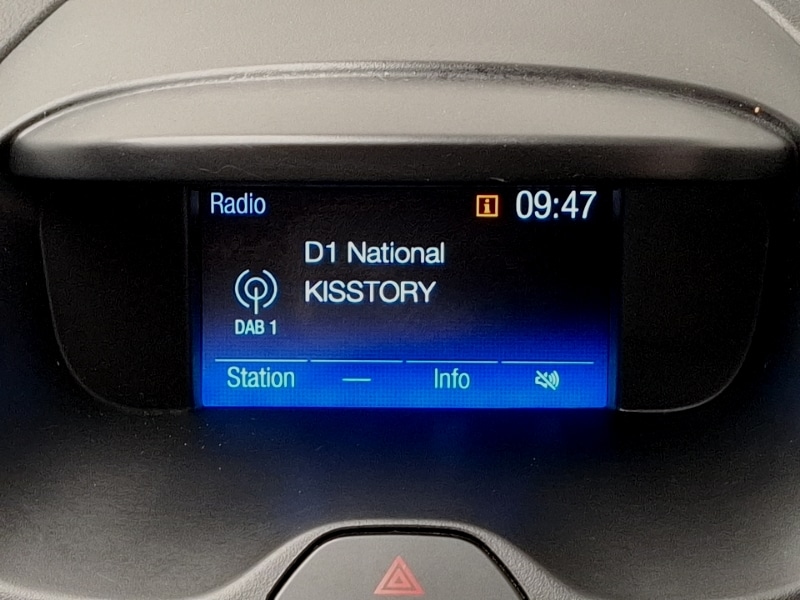 Radio 09:47
D1 National
KISSTORY
DAB 1
Station — Info